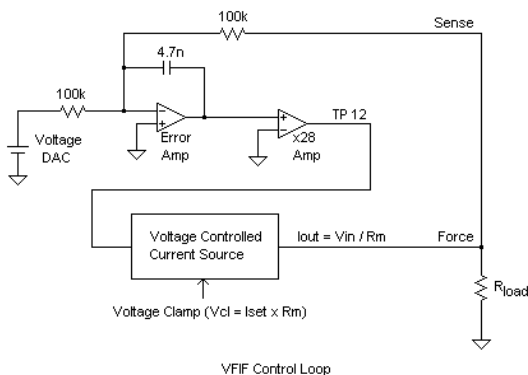 100k
Sense
4.7n
100k
TP 12
Voltage
DAC
Error
Amp
x28
Amp
Voltage Controlled
Current Source
Iout = Vin / Rm
Force
Rload
Voltage Clamp (Vcl = Iset x Rm)
VFIF Control Loop